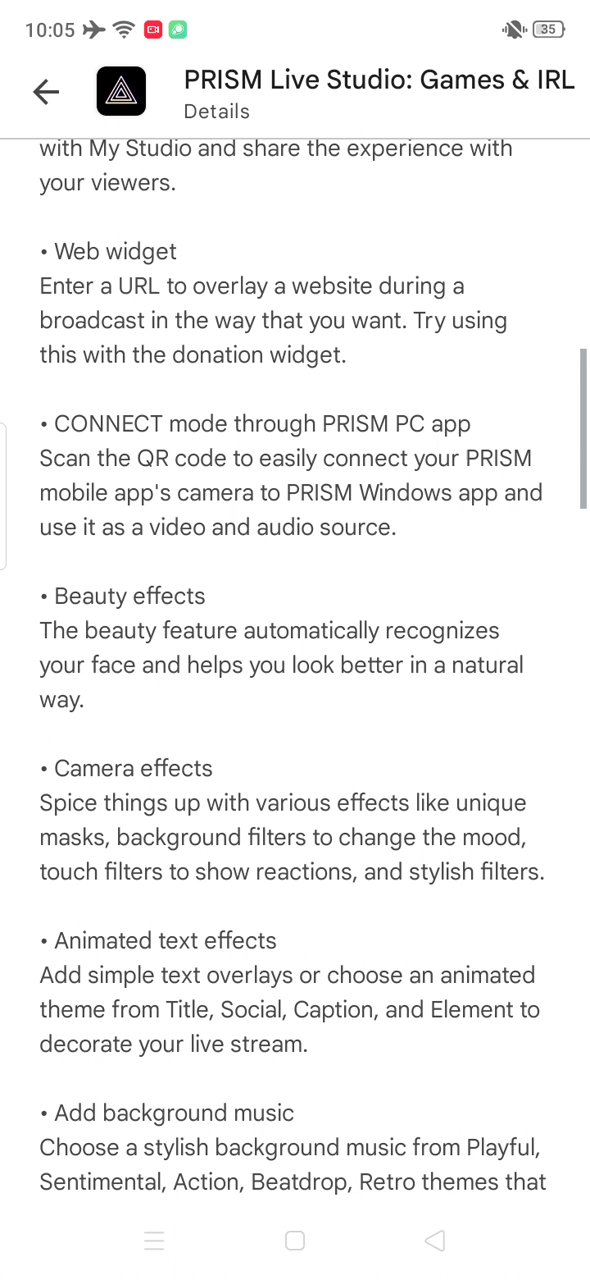 10:05
35
PRISM Live Studio: Games & IRL
Details
with My Studio and share the experience with
your viewers.
• Web widget
Enter a URL to overlay a website during a
broadcast in the way that you want. Try using
this with the donation widget.
• CONNECT mode through PRISM PC app
Scan the QR code to easily connect your PRISM
mobile app's camera to PRISM Windows app and
use it as a video and audio source.
• Beauty effects
The beauty feature automatically recognizes
your face and helps you look better in a natural
way.
• Camera effects
Spice things up with various effects like unique
masks, background filters to change the mood,
touch filters to show reactions, and stylish filters.
• Animated text effects
Add simple text overlays or choose an animated
theme from Title, Social, Caption, and Element to
decorate your live stream.
• Add background music
Choose a stylish background music from Playful,
Sentimental, Action, Beatdrop, Retro themes that